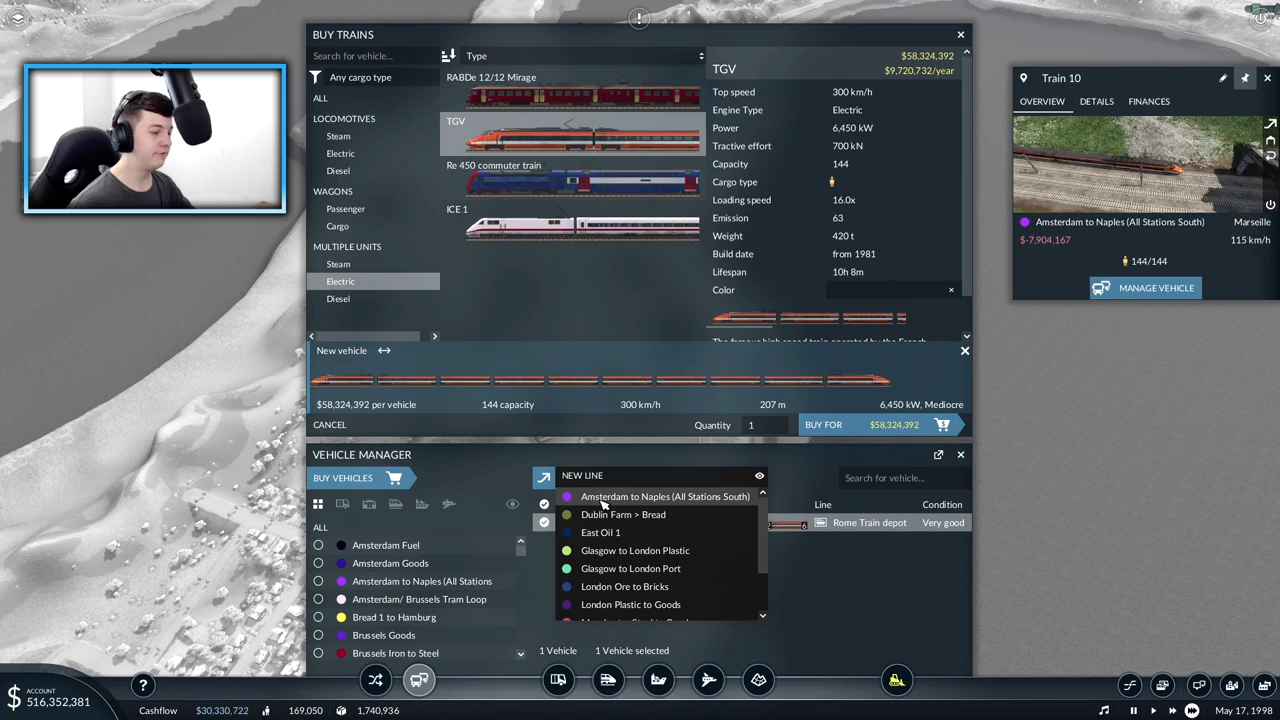 BUY TRAINS
Search for vehicle...
Type
Any cargo type
ALL
LOCOMOTIVES
Steam
Electric
Diesel
WAGONS
Passenger
Cargo
MULTIPLE UNITS
Steam
Electric
Diesel
RABDe 12/12 Mirage
TGV
Re 450 commuter train
ICE 1
$58,324,392
TGV
$9,720,732/year
Top speed 300 km/h
Engine Type Electric
Power 6,450 kW
Tractive effort 700 kN
Capacity 144
Cargo type
Loading speed 16.0x
Emission 63
Weight 420 t
Build date from 1981
Lifespan 10h 8m
Color
The famous high speed train operated by the French
New vehicle
$58,324,392 per vehicle 144 capacity 300 km/h 207 m 6,450 kW, Mediocre
CANCEL Quantity 1 BUY FOR $58,324,392
VEHICLE MANAGER
BUY VEHICLES
ALL
Amsterdam Fuel
Amsterdam Goods
Amsterdam to Naples (All Stations
Amsterdam/ Brussels Tram Loop
Bread 1 to Hamburg
Brussels Goods
Brussels Iron to Steel
NEW LINE
Amsterdam to Naples (All Stations South)
Dublin Farm > Bread
East Oil 1
Glasgow to London Plastic
Glasgow to London Port
London Ore to Bricks
London Plastic to Goods
Search for vehicle...
Line Condition
Rome Train depot Very good
1 Vehicle 1 Vehicle selected
Train 10
OVERVIEW DETAILS FINANCES
Amsterdam to Naples (All Stations South) Marseille
$-7,904,167 115 km/h
144/144
MANAGE VEHICLE
ACCOUNT
$ 516,352,381
?
Cashflow $30,330,722 169,050 1,740,936
May 17, 1998